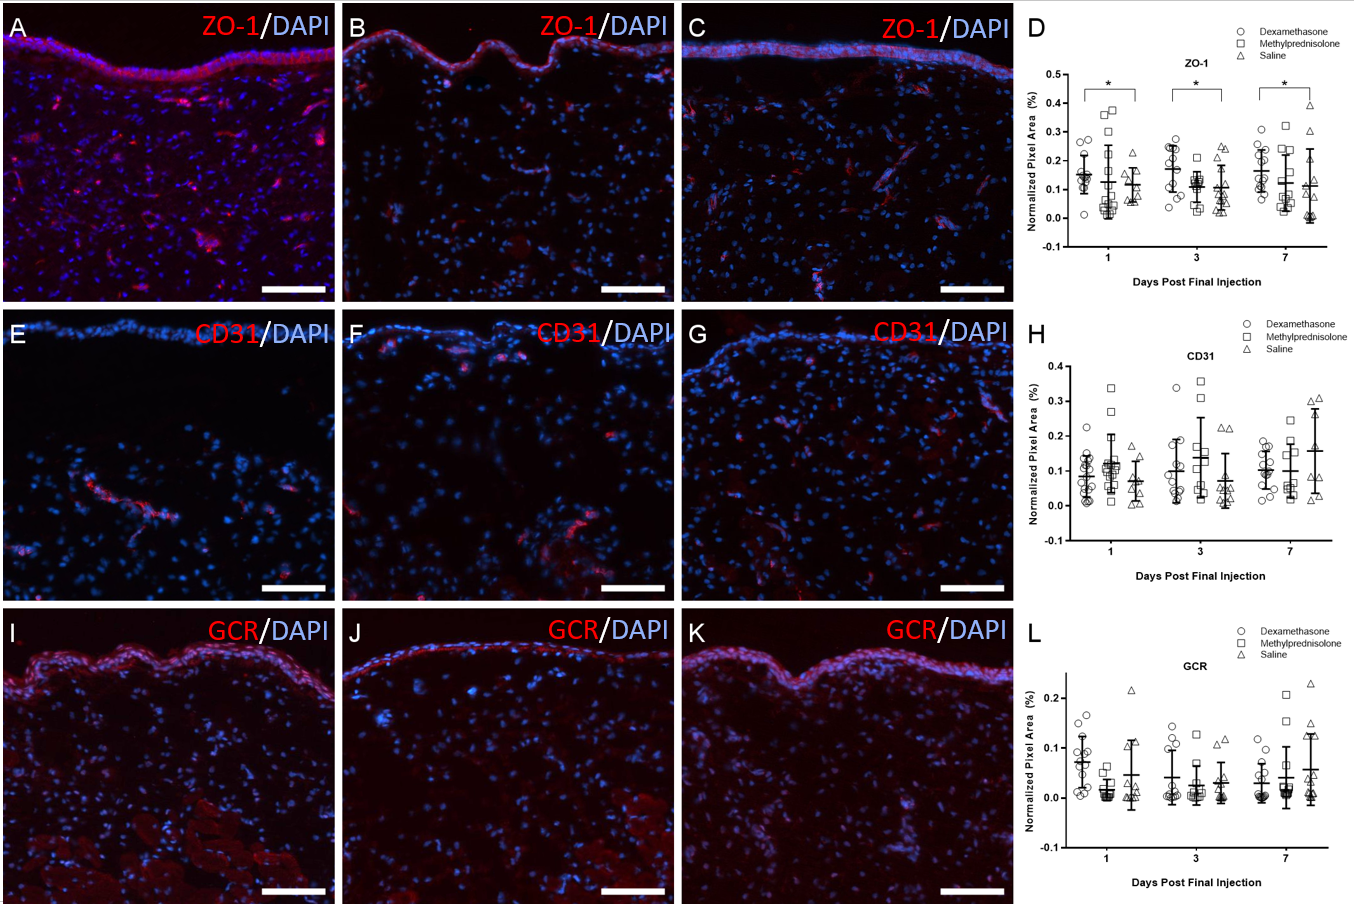 A
ZO-1/DAPI
B
ZO-1/DAPI
C
ZO-1/DAPI
D
Dexamethasone
Methylprednisolone
Saline
ZO-1
Normalized Pixel Area (%)
0.5
0.4
0.3
0.2
0.1
0.0
-0.1
* * *
1 3 7
Days Post Final Injection
E
CD31/DAPI
F
CD31/DAPI
G
CD31/DAPI
H
Dexamethasone
Methylprednisolone
Saline
CD31
Normalized Pixel Area (%)
0.4
0.3
0.2
0.1
0.0
-0.1
1 3 7
Days Post Final Injection
I
GCR/DAPI
J
GCR/DAPI
K
GCR/DAPI
L
Dexamethasone
Methylprednisolone
Saline
GCR
Normalized Pixel Area (%)
0.2
0.1
0.0
-0.1
1 3 7
Days Post Final Injection